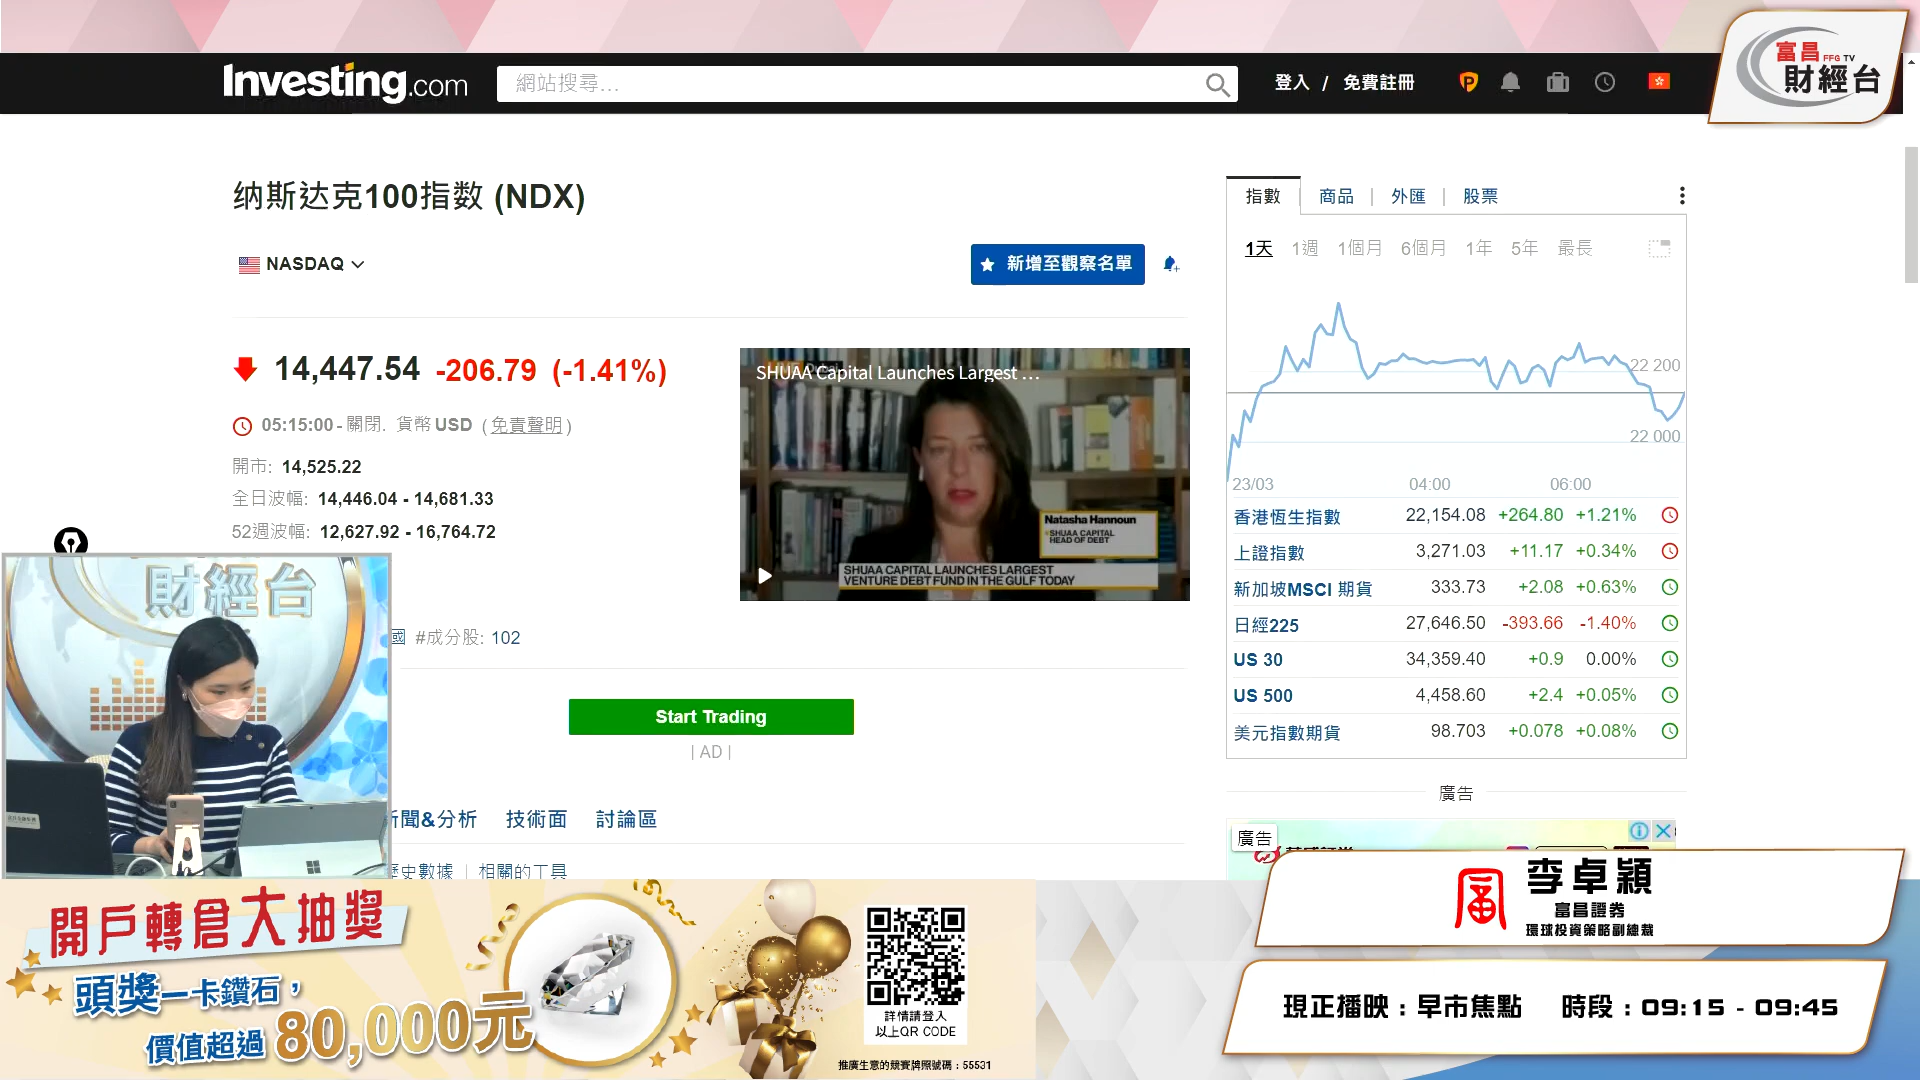 Investing.com
網站搜尋...
登入 / 免費註冊
富昌 FFG TV
財經台
纳斯达克100指数 (NDX)
NASDAQ
新增至觀察名單
14,447.54 -206.79 (-1.41%)
05:15:00 - 關閉. 貨幣 USD ( 免責聲明 )
開市: 14,525.22
全日波幅: 14,446.04 - 14,681.33
52週波幅: 12,627.92 - 16,764.72
SHUAA Capital Launches Largest …
Natasha Hannoun
SHUAA CAPITAL
HEAD OF DEBT
SHUAA CAPITAL LAUNCHES LARGEST
VENTURE DEBT FUND IN THE GULF TODAY
國 #成分股: 102
Start Trading
| AD |
聞&分析 技術面 討論區
歷史數據 | 相關的工具
指數 | 商品 | 外匯 | 股票
1天 1週 1個月 6個月 1年 5年 最長
22 200
22 000
23/03 04:00 06:00
香港恆生指數 22,154.08 +264.80 +1.21%
上證指數 3,271.03 +11.17 +0.34%
新加坡MSCI 期貨 333.73 +2.08 +0.63%
日經225 27,646.50 -393.66 -1.40%
US 30 34,359.40 +0.9 0.00%
US 500 4,458.60 +2.4 +0.05%
美元指數期貨 98.703 +0.078 +0.08%
廣告
廣告
財經台
開戶轉倉大抽獎
頭獎一卡鑽石，
價值超過80,000元
詳情請登入
以上QR CODE
推廣生意的競賽牌照號碼：55531
李卓穎
富昌證券
環球投資策略副總裁
現正播映：早市焦點 時段：09:15 - 09:45